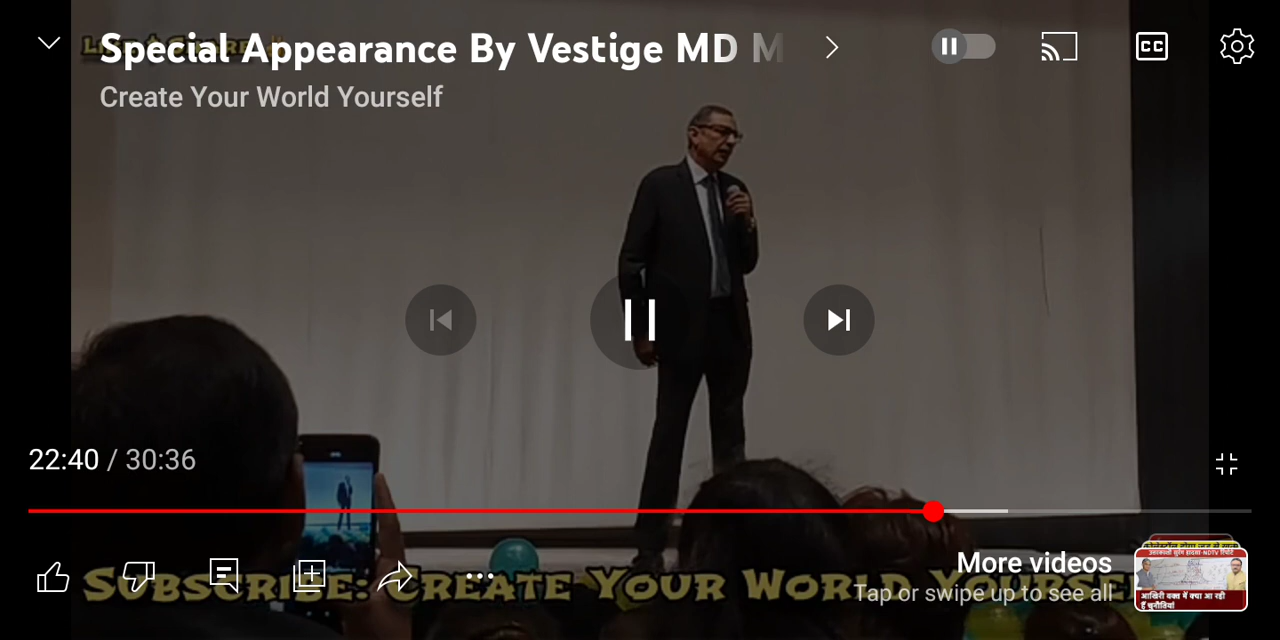 Special Appearance By Vestige MD M
Create Your World Yourself
CC
22:40 / 30:36
More videos
Tap or swipe up to see all
SUBSCRIBE: CREATE YOUR WORLD YOURSE
आखिरी वक्त में क्या आ रही
हैं चुनौतियां